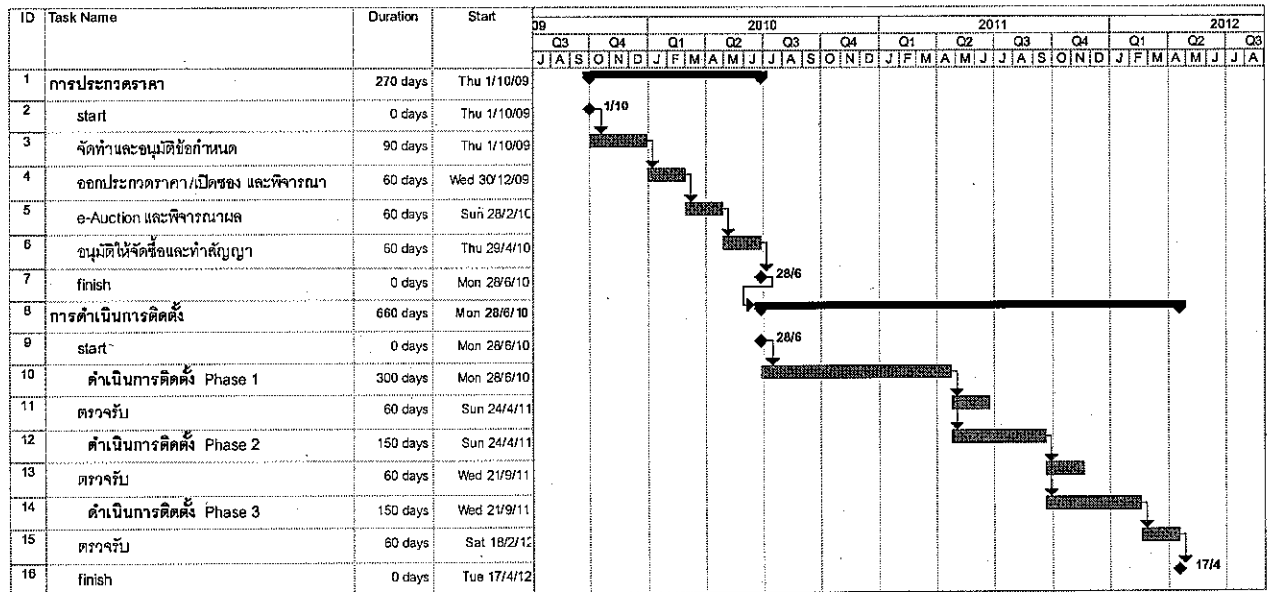 ID Task Name Duration Start
09 2010 2011 2012
Q3 Q4 Q1 Q2 Q3 Q4 Q1 Q2 Q3 Q4 Q1 Q2 Q3
J A S O N D J F M A M J J A S O N D J F M A M J J A S O N D J F M A M J J A
1 การประกวดราคา 270 days Thu 1/10/09
2 start 0 days Thu 1/10/09 1/10
3 จัดทำและอนุมัติข้อกำหนด 90 days Thu 1/10/09
4 ออกประกวดราคา/เปิดซอง และพิจารณา 60 days Wed 30/12/09
5 e-Auction และพิจารณาผล 60 days Sun 28/2/10
6 อนุมัติให้จัดซื้อและทำสัญญา 60 days Thu 29/4/10
7 finish 0 days Mon 28/6/10 28/6
8 การดำเนินการติดตั้ง 660 days Mon 28/6/10
9 start 0 days Mon 28/6/10 28/6
10 ดำเนินการติดตั้ง Phase 1 300 days Mon 28/6/10
11 ตรวจรับ 60 days Sun 24/4/11
12 ดำเนินการติดตั้ง Phase 2 150 days Sun 24/4/11
13 ตรวจรับ 60 days Wed 21/9/11
14 ดำเนินการติดตั้ง Phase 3 150 days Wed 21/9/11
15 ตรวจรับ 60 days Sat 18/2/12
16 finish 0 days Tue 17/4/12 17/4